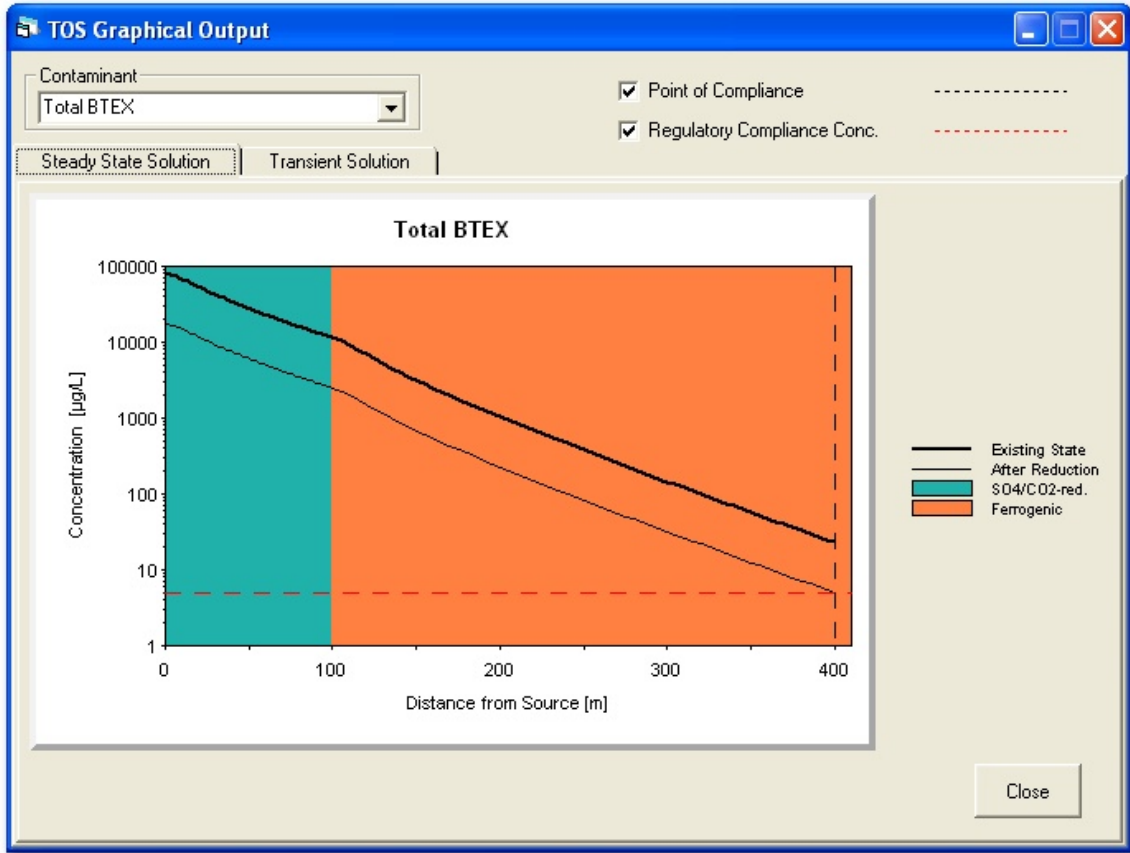 TOS Graphical Output
Contaminant
Total BTEX
Point of Compliance
Regulatory Compliance Conc.
Steady State Solution
Transient Solution
Total BTEX
100000
10000
1000
100
10
1
Concentration [µg/L]
0 100 200 300 400
Distance from Source [m]
Existing State
After Reduction
SO4/CO2-red.
Ferrogenic
Close